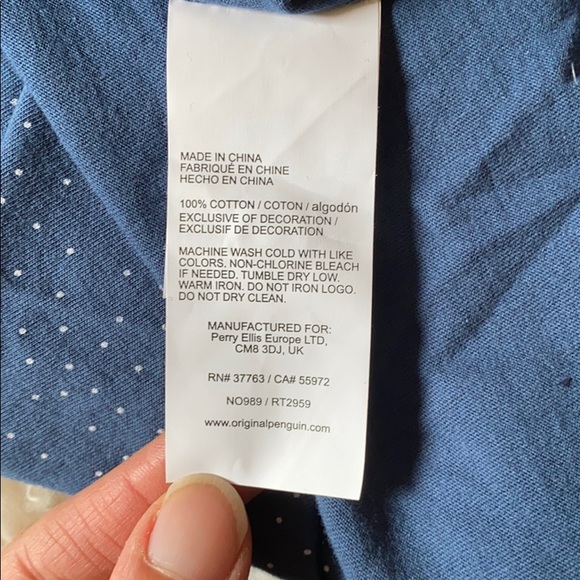 MADE IN CHINA
FABRIQUÉ EN CHINE
HECHO EN CHINA
100% COTTON / COTON / algodón
EXCLUSIVE OF DECORATION /
EXCLUSIF DE DECORATION
MACHINE WASH COLD WITH LIKE
COLORS. NON-CHLORINE BLEACH
IF NEEDED. TUMBLE DRY LOW.
WARM IRON. DO NOT IRON LOGO.
DO NOT DRY CLEAN.
MANUFACTURED FOR:
Perry Ellis Europe LTD,
CM8 3DJ, UK
RN# 37763 / CA# 55972
NO989 / RT2959
www.originalpenguin.com